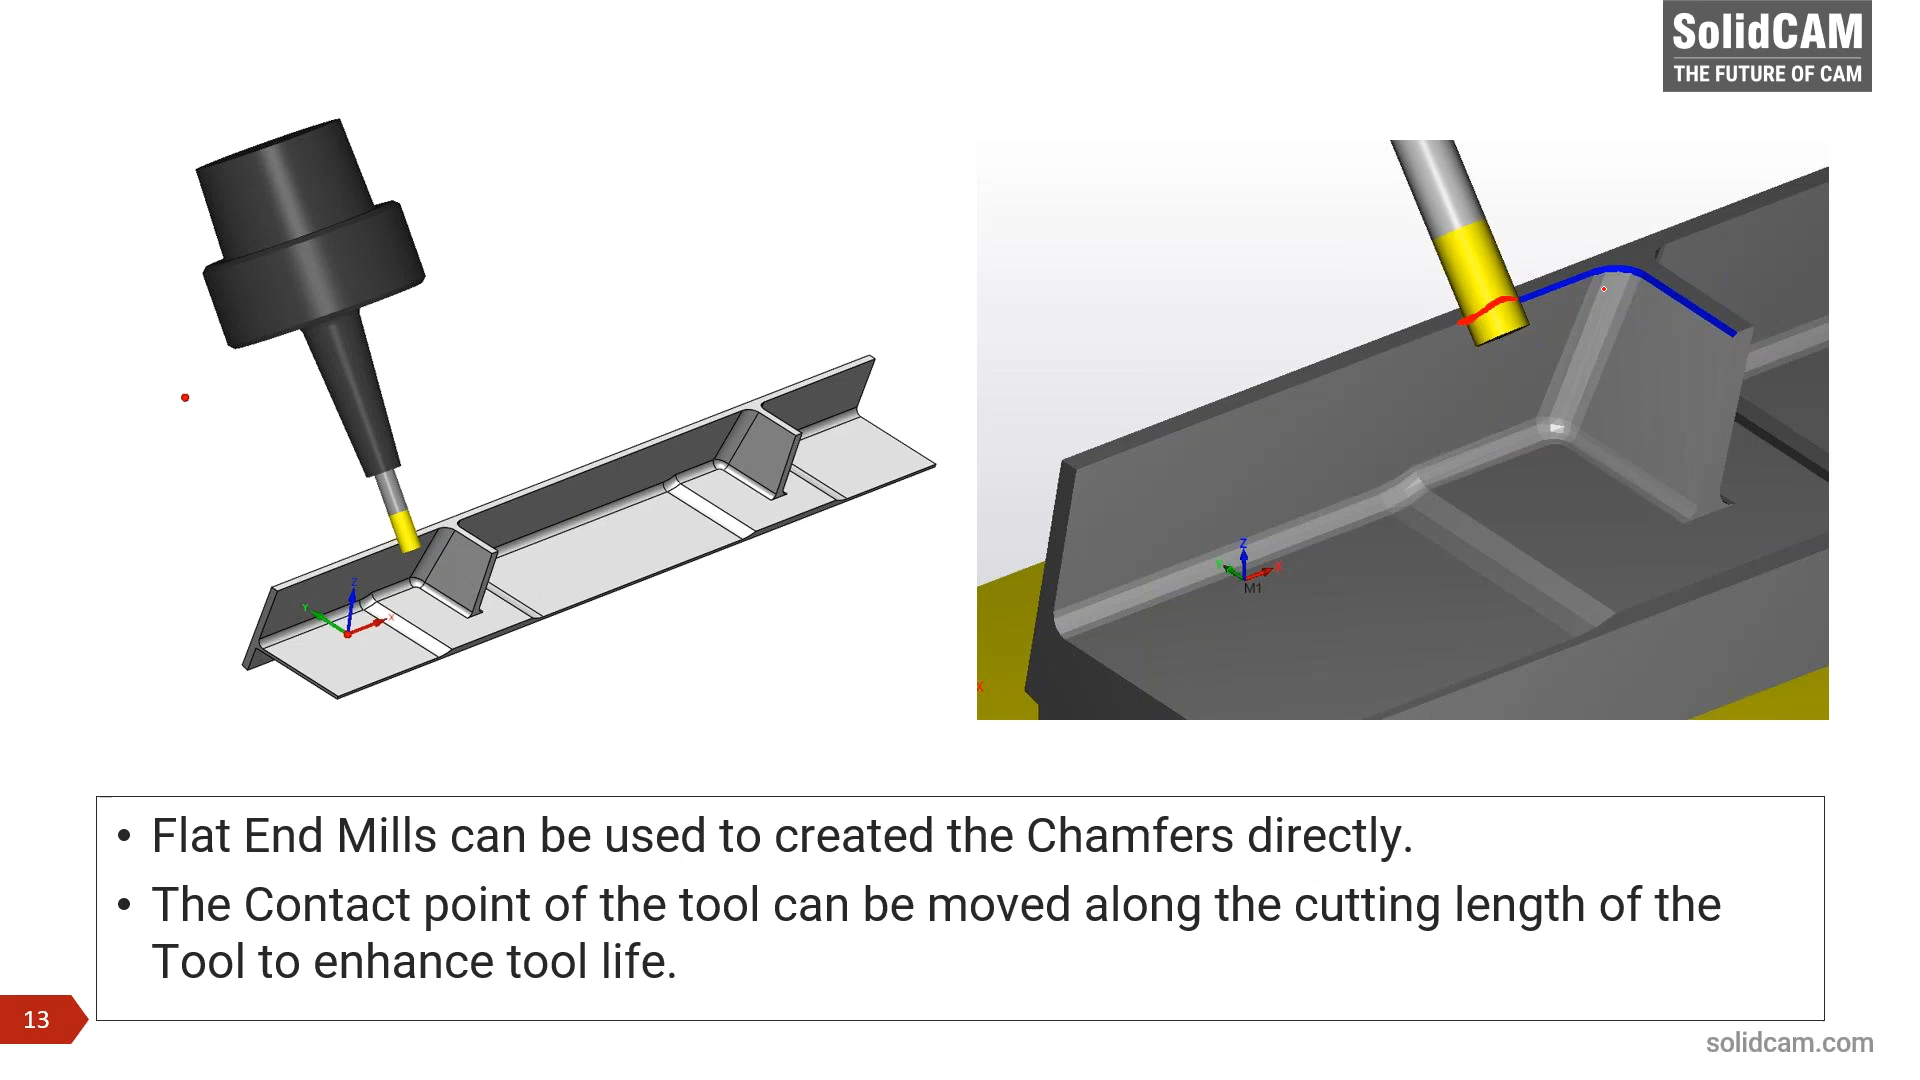 SolidCAM
THE FUTURE OF CAM
Z
Y
X
Z
Y
X
M1
X
• Flat End Mills can be used to created the Chamfers directly.
• The Contact point of the tool can be moved along the cutting length of the
Tool to enhance tool life.
13
solidcam.com